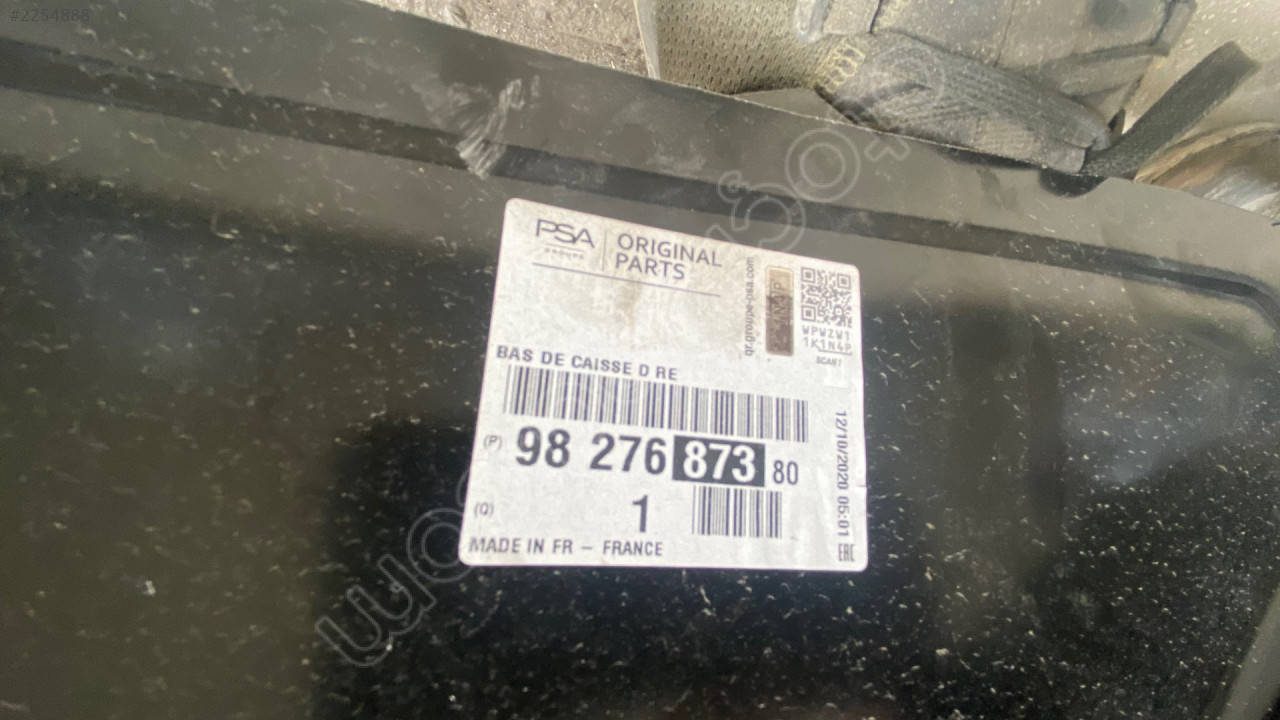 #2254888
PSA
GROUPE
ORIGINAL
PARTS
qr.groupe-psa.com
WPWZW1
1K1N4P
SCAN!
BAS DE CAISSE D RE
(P) 98 276 873 80
(Q) 1
MADE IN FR – FRANCE
12/10/2020 05:01
EAC